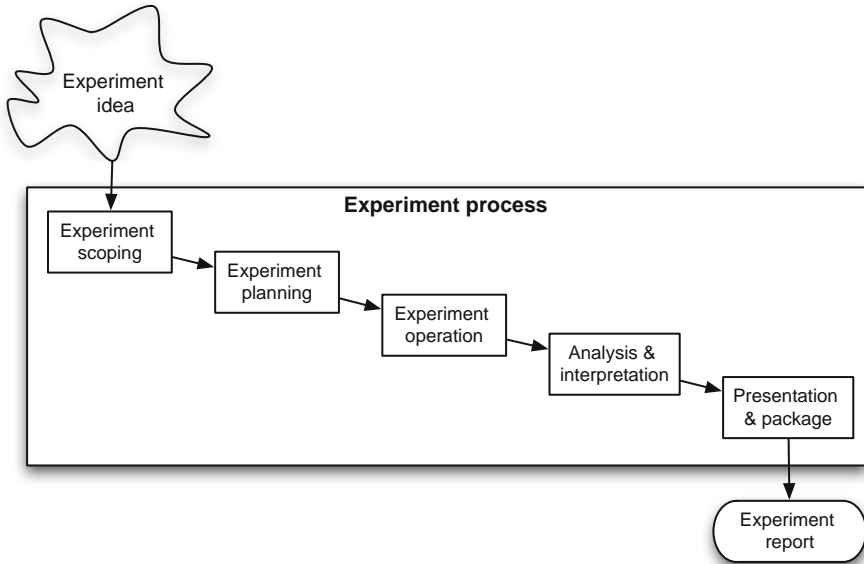 Experiment
idea
Experiment process
Experiment
scoping
Experiment
planning
Experiment
operation
Analysis &
interpretation
Presentation
& package
Experiment
report